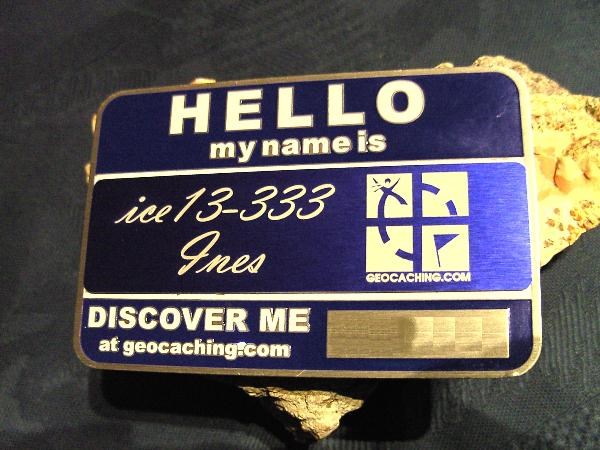 HELLO
my name is
ice13-333
Ines
GEOCACHING.COM
DISCOVER ME
at geocaching.com